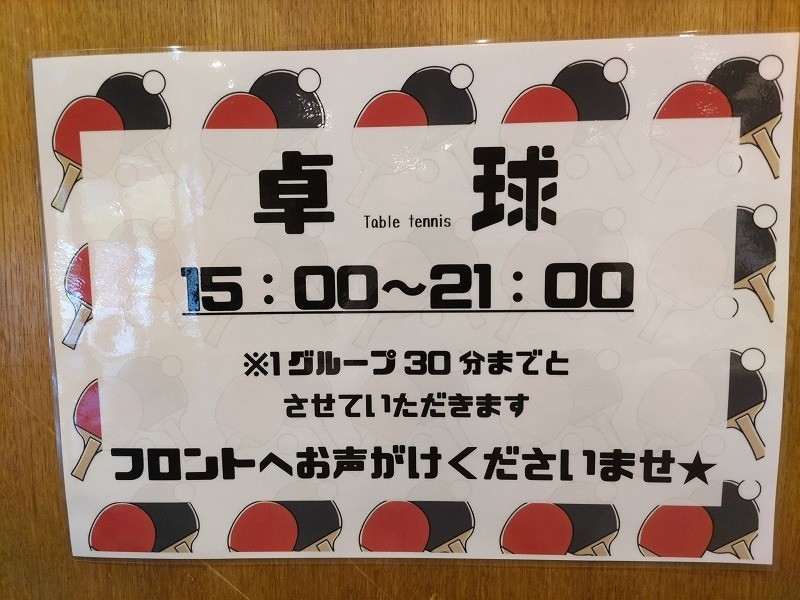 卓 Table tennis 球
15:00～21:00
※1グループ30分までと
させていただきます
フロントへお声がけくださいませ★